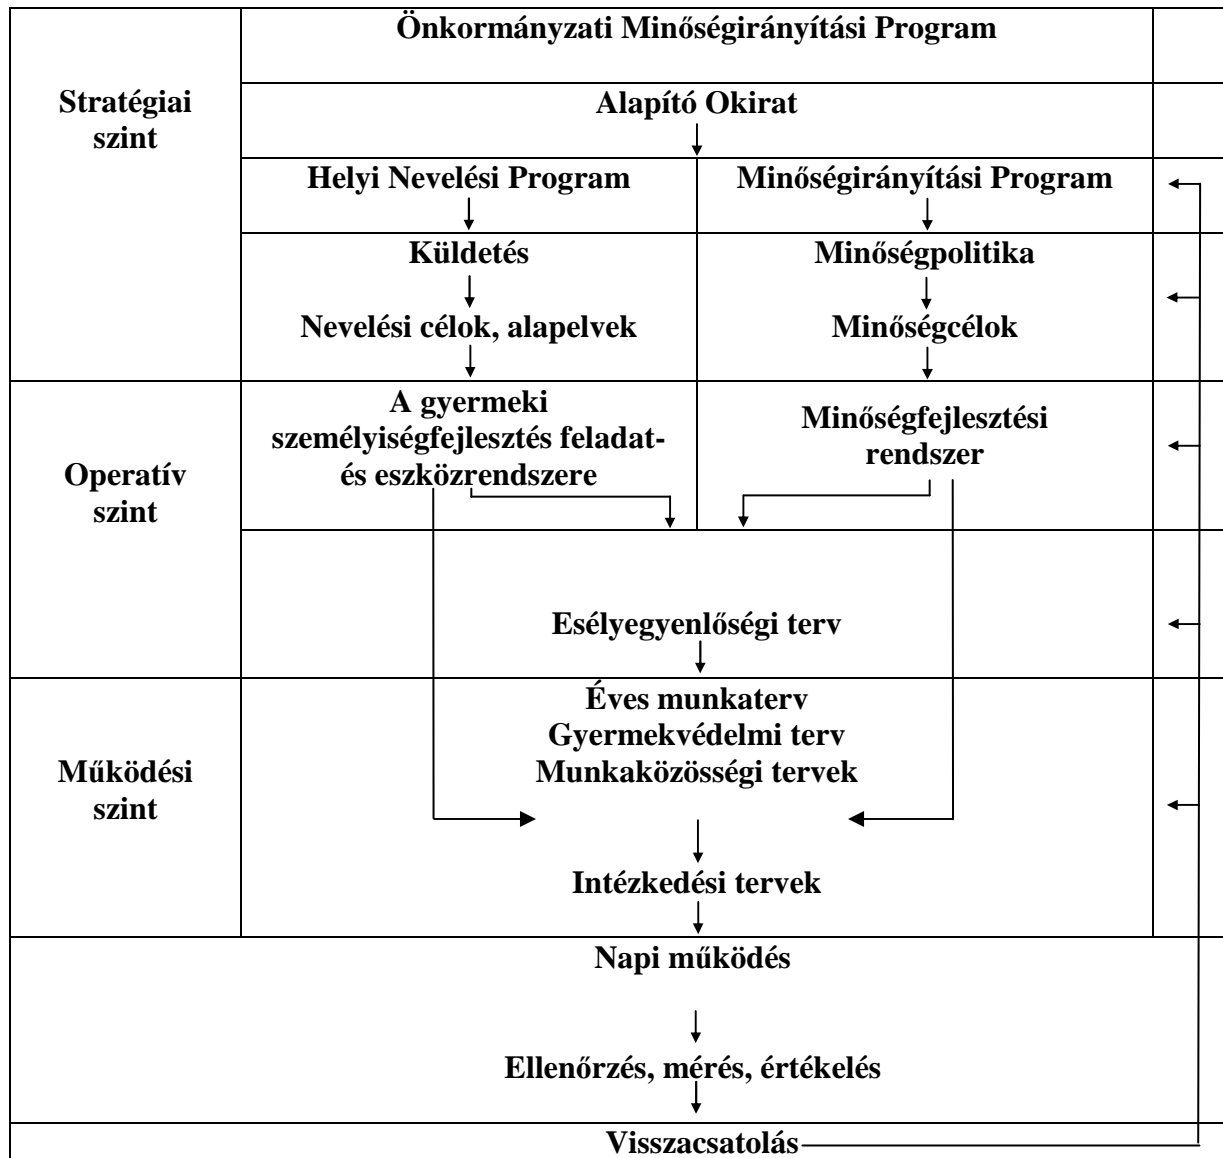 Önkormányzati Minőségirányítási Program
Stratégiai
szint
Alapító Okirat
Helyi Nevelési Program
Minőségirányítási Program
Küldetés
Minőségpolitika
Nevelési célok, alapelvek
Minőségcélok
Operatív
szint
A gyermeki
személyiségfejlesztés feladat-
és eszközrendszere
Minőségfejlesztési
rendszer
Esélyegyenlőségi terv
Működési
szint
Éves munkaterv
Gyermekvédelmi terv
Munkaközösségi tervek
Intézkedési tervek
Napi működés
Ellenőrzés, mérés, értékelés
Visszacsatolás